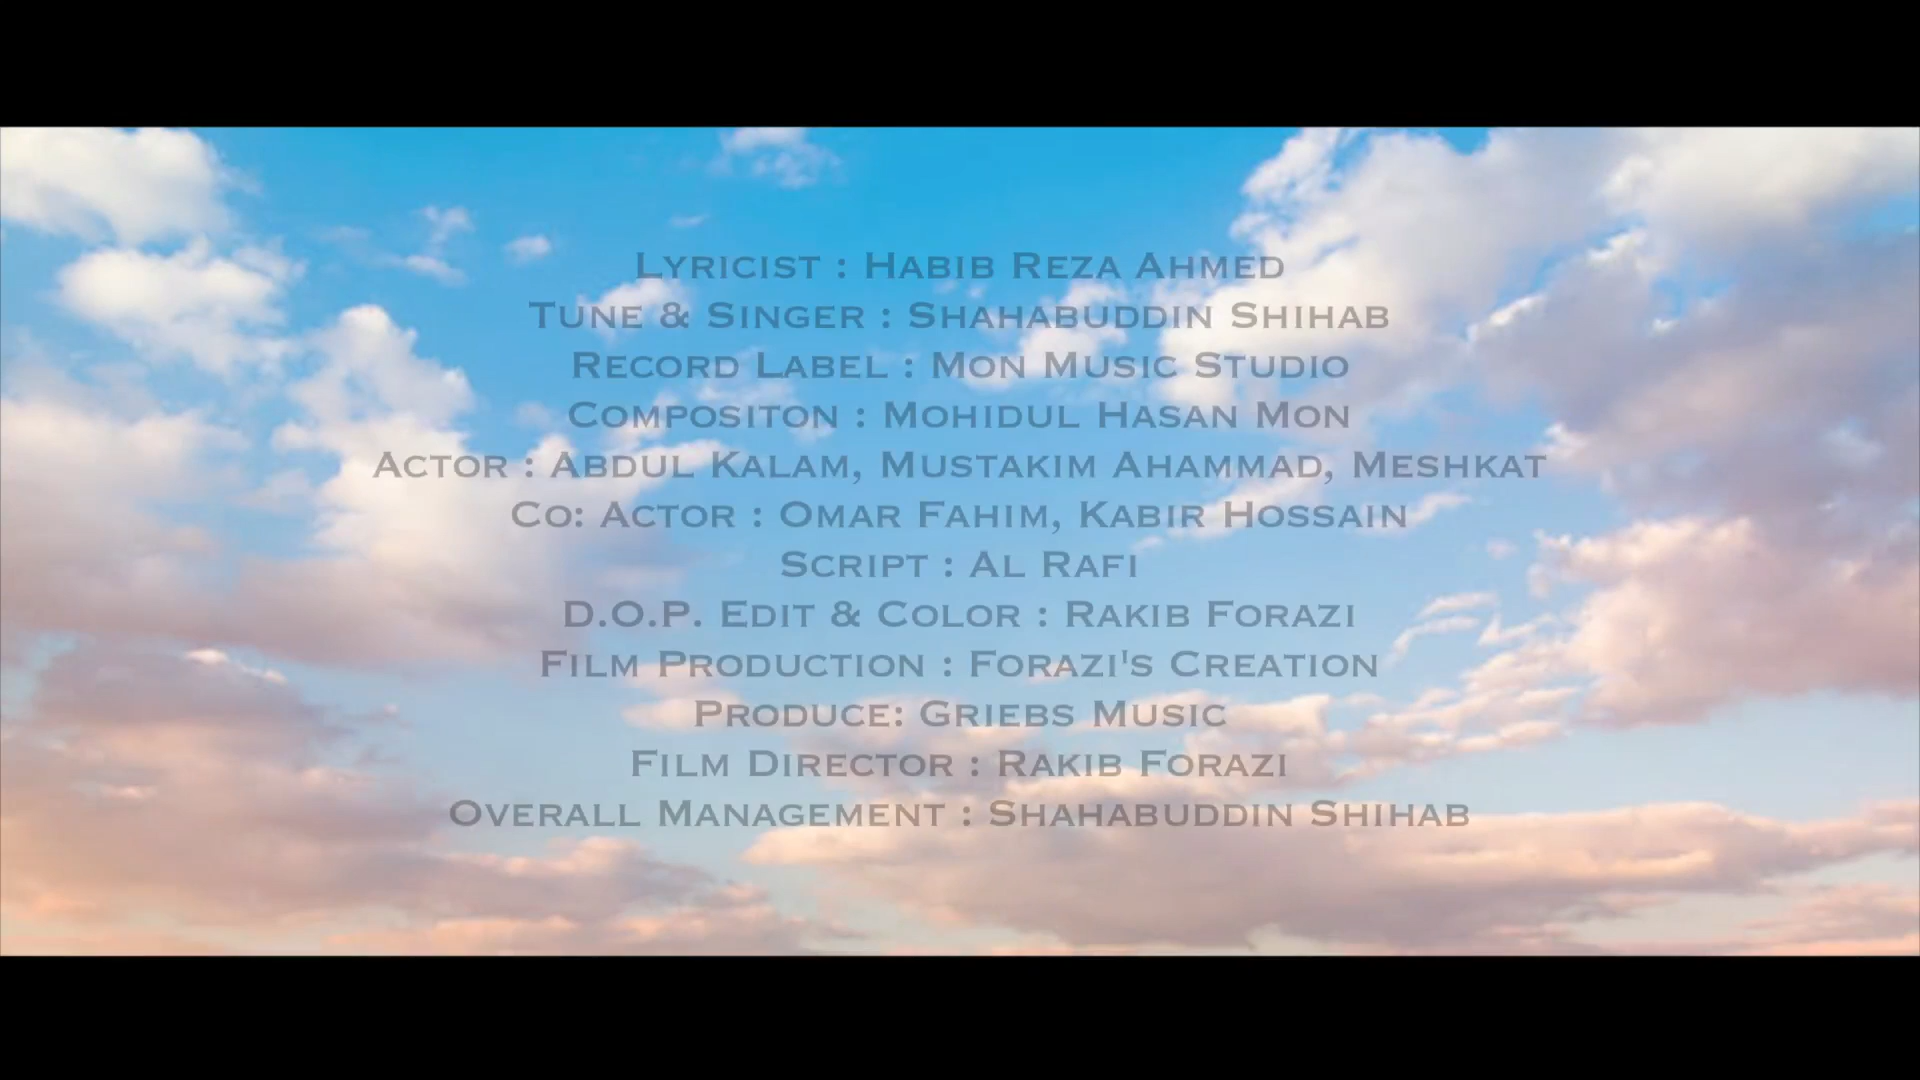 Lyricist : Habib Reza Ahmed
Tune & Singer : Shahabuddin Shihab
Record Label : Mon Music Studio
Compositon : Mohidul Hasan Mon
Actor : Abdul Kalam, Mustakim Ahammad, Meshkat
Co: Actor : Omar Fahim, Kabir Hossain
Script : Al Rafi
D.O.P. Edit & Color : Rakib Forazi
Film Production : Forazi's Creation
Produce: Griebs Music
Film Director : Rakib Forazi
Overall Management : Shahabuddin Shihab